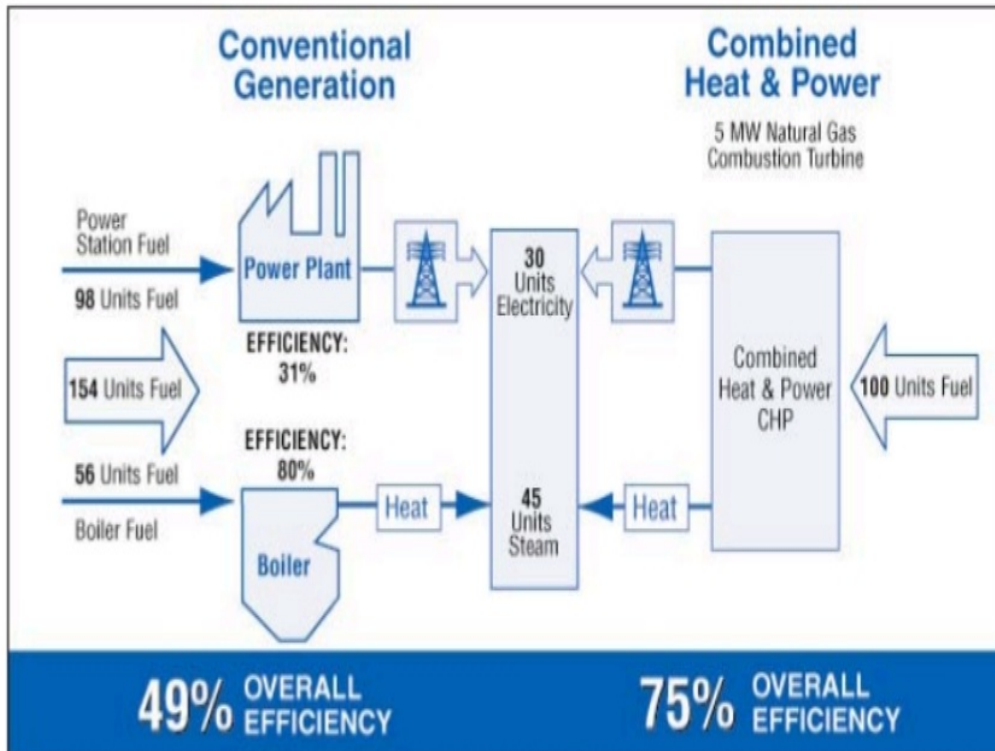 Conventional
Generation
Combined
Heat & Power
5 MW Natural Gas
Combustion Turbine
Power
Station Fuel
98 Units Fuel
Power Plant
EFFICIENCY:
31%
30
Units
Electricity
154 Units Fuel
Combined
Heat & Power
CHP
100 Units Fuel
EFFICIENCY:
80%
56 Units Fuel
Boiler Fuel
Boiler
Heat
45
Units
Steam
Heat
49% OVERALL
EFFICIENCY
75% OVERALL
EFFICIENCY